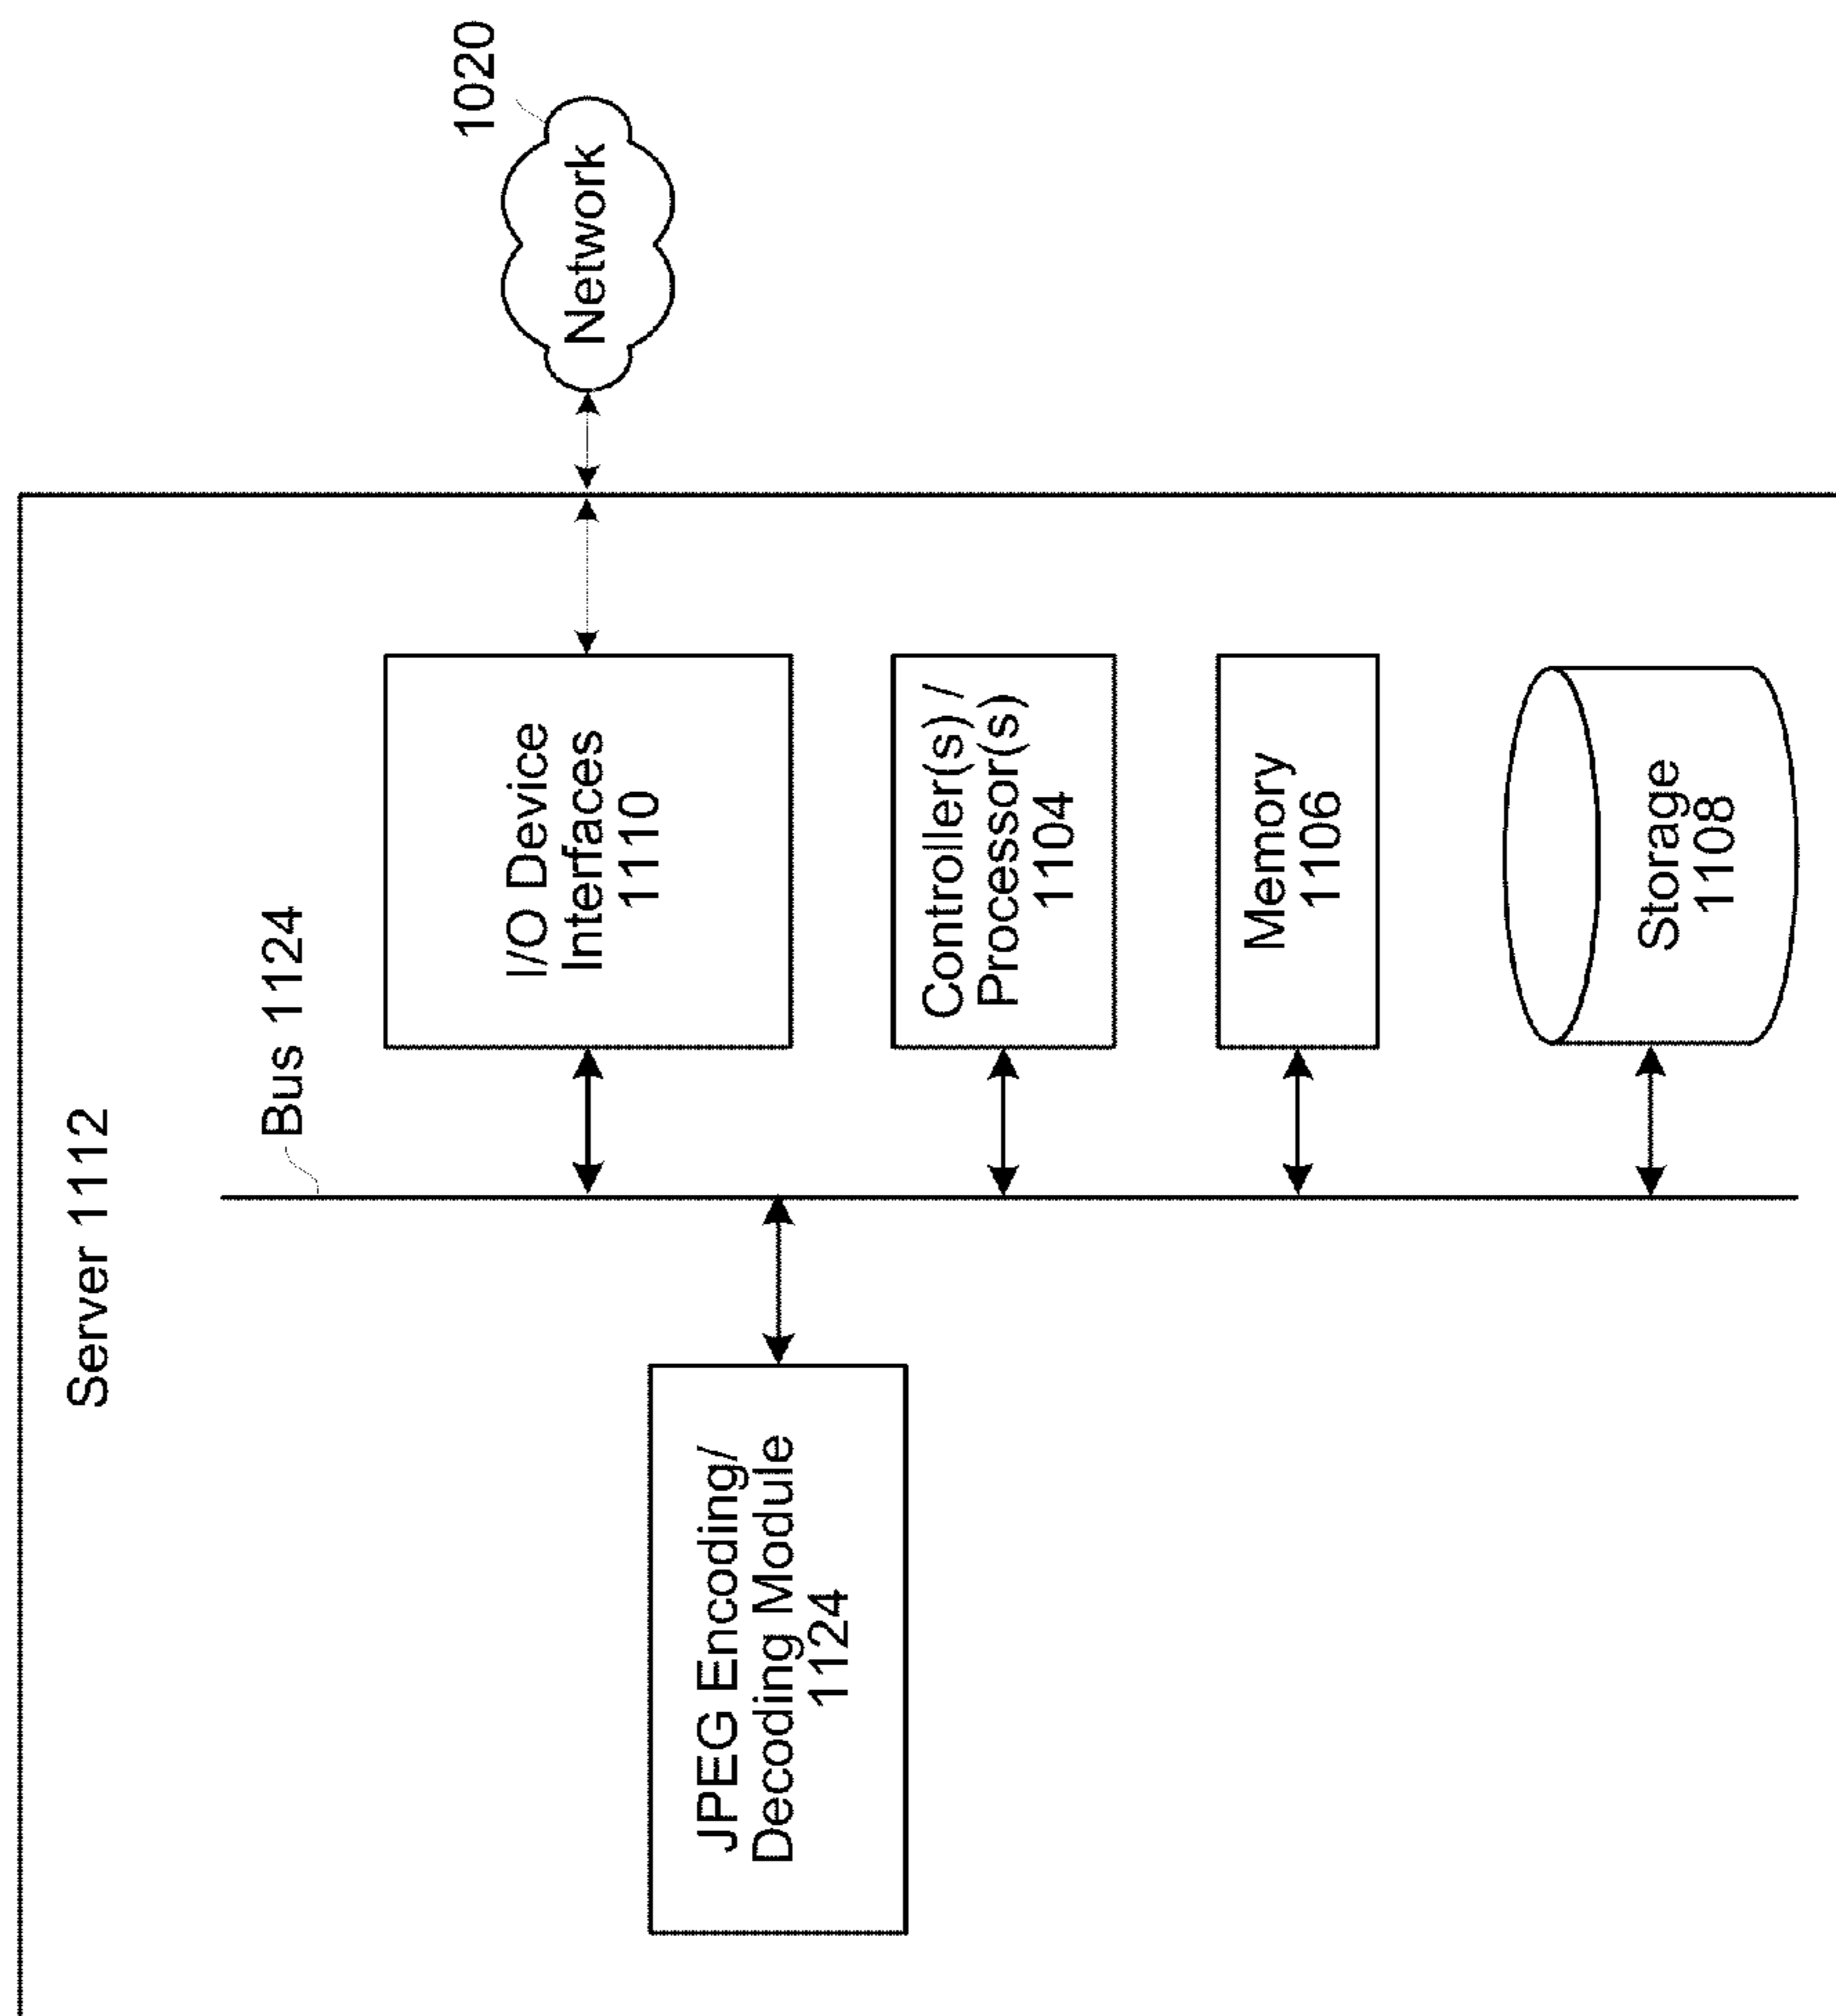 Server 1112
Bus 1124
1020
Network
I/O Device
Interfaces
1110
JPEG Encoding/
Decoding Module
1124
Controller(s) /
Processor(s)
1104
Memory
1106
Storage
1108